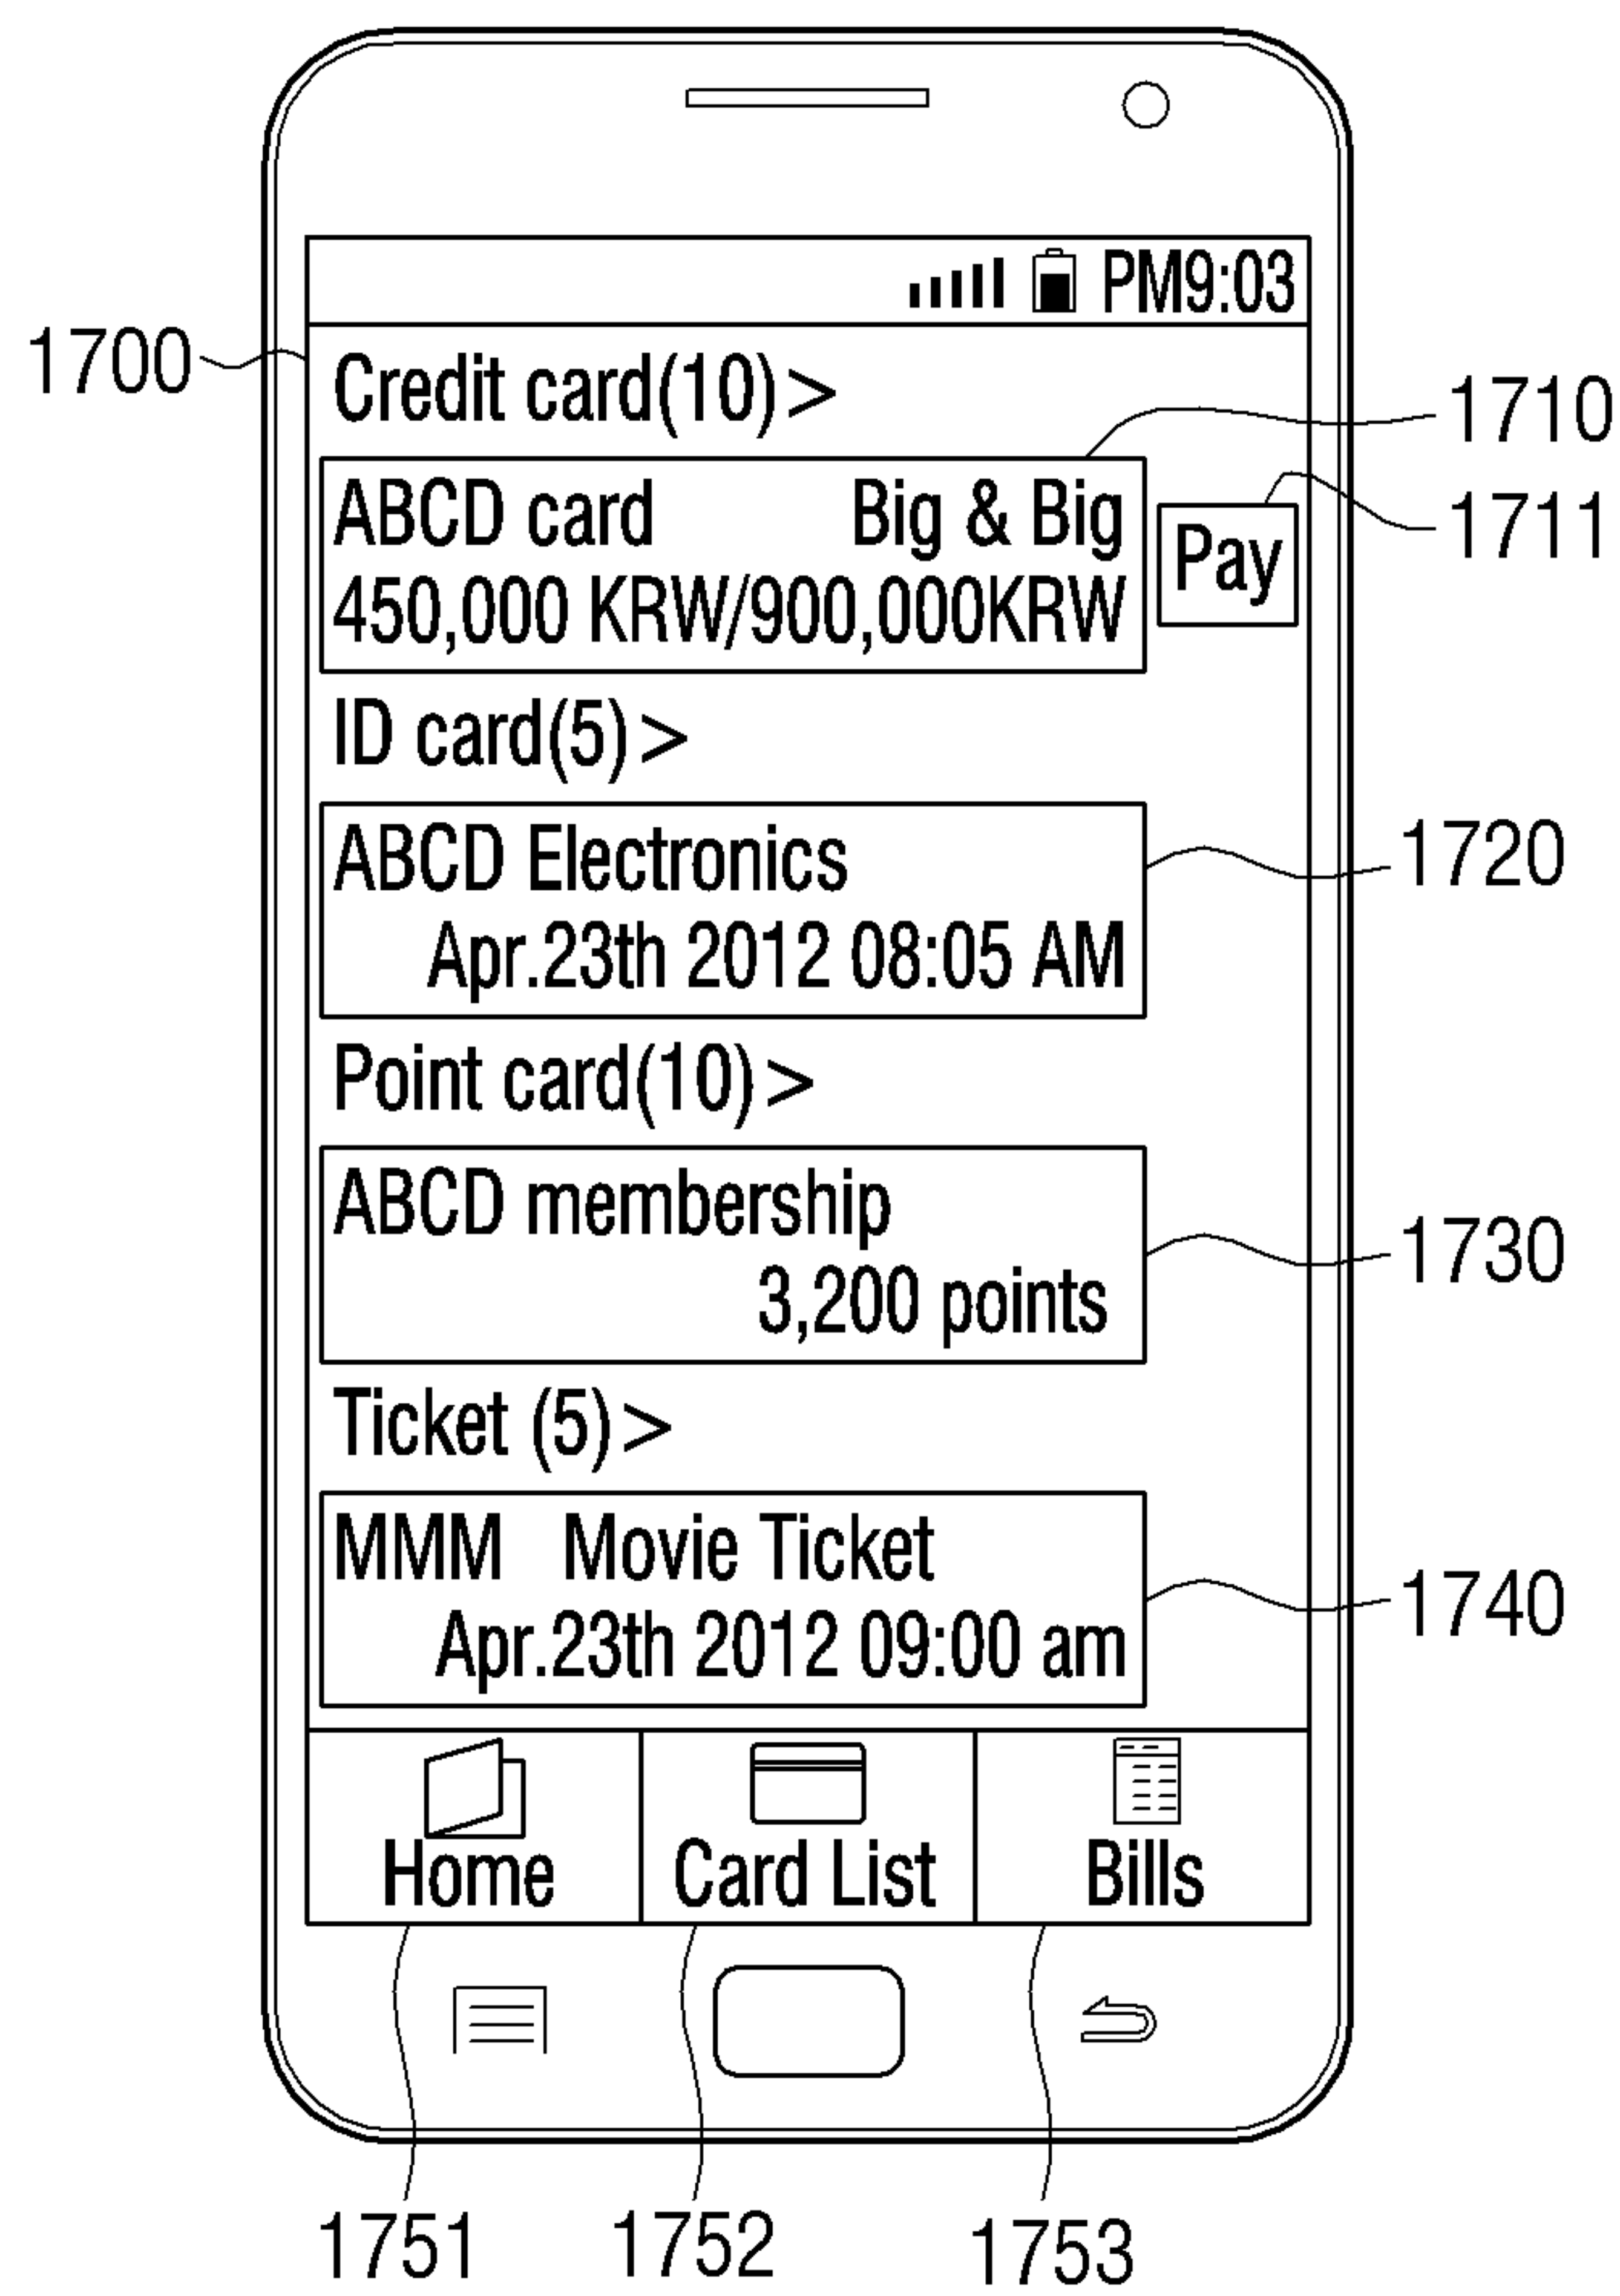 PM9:03
1700
Credit card(10)>
1710
ABCD card Big & Big
1711
Pay
450,000 KRW/900,000KRW
ID card(5)>
ABCD Electronics
1720
Apr.23th 2012 08:05 AM
Point card(10)>
ABCD membership
1730
3,200 points
Ticket (5)>
MMM Movie Ticket
1740
Apr.23th 2012 09:00 am
Home Card List Bills
1751 1752 1753